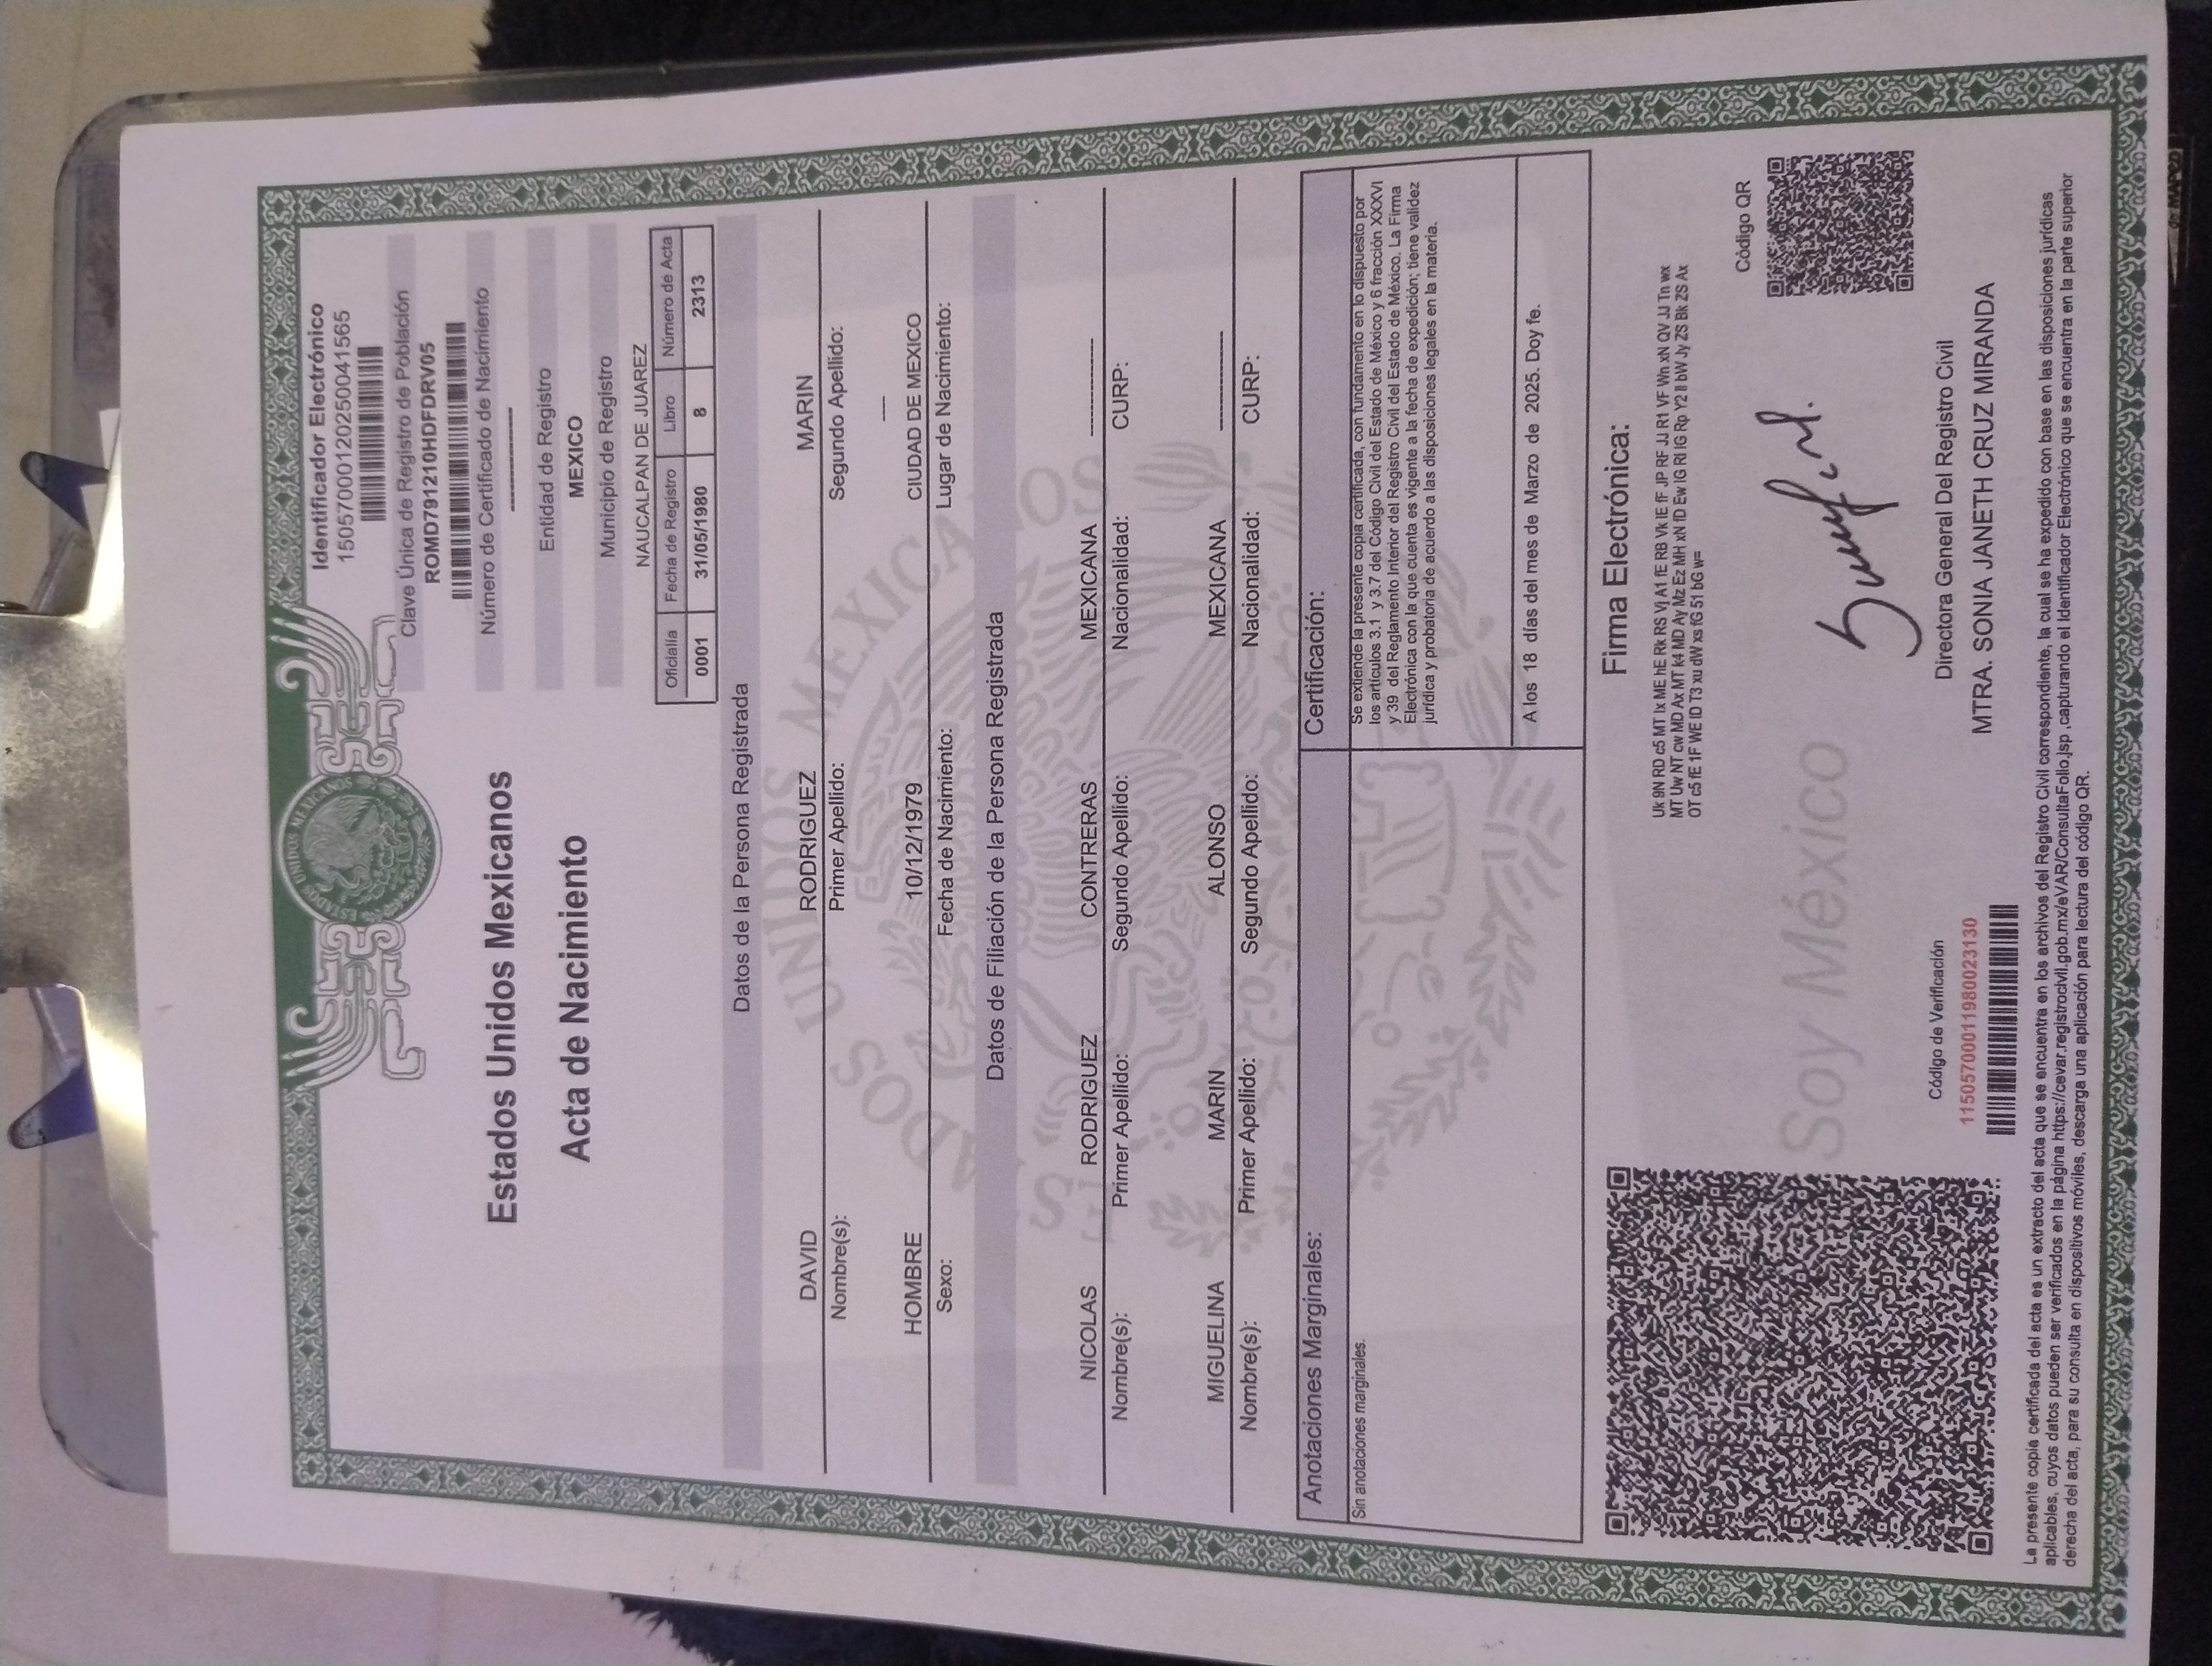 Identificador Electrónico
15057000120250041565
Clave Única de Registro de Población
ROMD791210HDFDRV05
Número de Certificado de Nacimiento
Entidad de Registro
MEXICO
Municipio de Registro
NAUCALPAN DE JUAREZ
Oficialía Fecha de Registro Libro Número de Acta
0001 31/05/1980 8 2313
ESTADOS UNIDOS MEXICANOS
Estados Unidos Mexicanos
Acta de Nacimiento
Datos de la Persona Registrada
DAVID RODRIGUEZ MARIN
Nombre(s): Primer Apellido: Segundo Apellido:
HOMBRE 10/12/1979 CIUDAD DE MEXICO
Sexo: Fecha de Nacimiento: Lugar de Nacimiento:
Datos de Filiación de la Persona Registrada
NICOLAS RODRIGUEZ CONTRERAS MEXICANA
Nombre(s): Primer Apellido: Segundo Apellido: Nacionalidad: CURP:
MIGUELINA MARIN ALONSO MEXICANA
Nombre(s): Primer Apellido: Segundo Apellido: Nacionalidad: CURP:
Anotaciones Marginales:
Sin anotaciones marginales.
Certificación:
Se extiende la presente copia certificada, con fundamento en lo dispuesto por
los artículos 3.1 y 3.7 del Código Civil del Estado de México y 6 fracción XXXVI
y 39 del Reglamento Interior del Registro Civil del Estado de México. La Firma
Electrónica con la que cuenta es vigente a la fecha de expedición; tiene validez
jurídica y probatoria de acuerdo a las disposiciones legales en la materia.
A los 18 días del mes de Marzo de 2025. Doy fe.
Firma Electrónica:
Código QR
Soy México
Directora General Del Registro Civil
MTRA. SONIA JANETH CRUZ MIRANDA
Código de Verificación
11505700011980023130
La presente copia certificada del acta es un extracto del acta que se encuentra en los archivos del Registro Civil correspondiente, la cual se ha expedido con base en las disposiciones jurídicas
aplicables, cuyos datos pueden ser verificados en la página https://cevar.registrocivil.gob.mx/eVAR/ConsultaFolio.jsp ,capturando el Identificador Electrónico que se encuentra en la parte superior
derecha del acta, para su consulta en dispositivos móviles, descarga una aplicación para lectura del código QR.